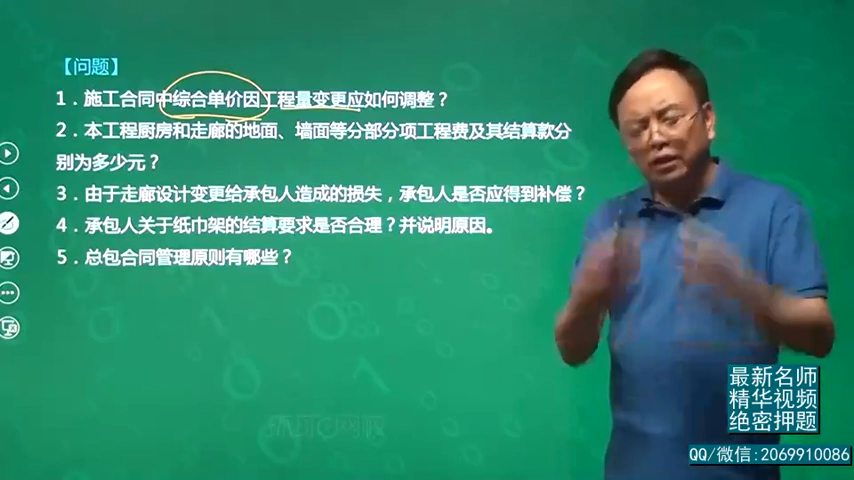 【问题】
1．施工合同中综合单价因工程量变更应如何调整？
2．本工程厨房和走廊的地面、墙面等分部分项工程费及其结算款分
别为多少元？
3．由于走廊设计变更给承包人造成的损失，承包人是否应得到补偿？
4．承包人关于纸巾架的结算要求是否合理？并说明原因。
5．总包合同管理原则有哪些？
环球网校
最新名师
精华视频
绝密押题
QQ/微信:2069910086